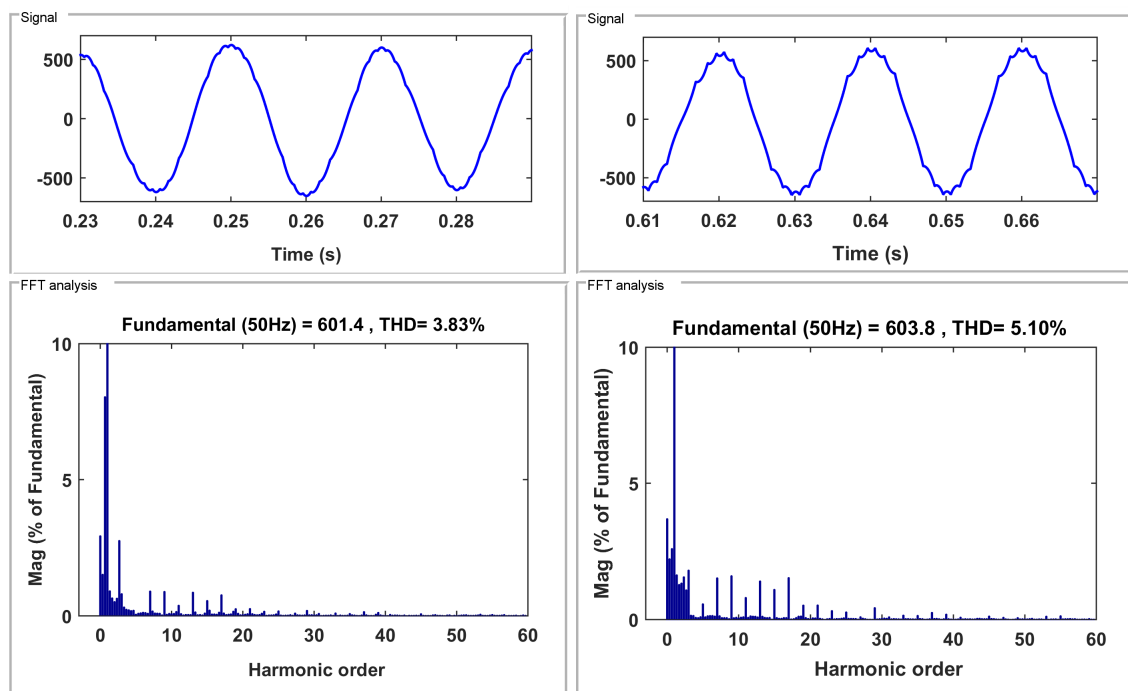 Signal
500
0
-500
0.23 0.24 0.25 0.26 0.27 0.28
Time (s)
FFT analysis
Fundamental (50Hz) = 601.4 , THD= 3.83%
Mag (% of Fundamental)
10
5
0
0 10 20 30 40 50 60
Harmonic order
Signal
500
0
-500
0.61 0.62 0.63 0.64 0.65 0.66
Time (s)
FFT analysis
Fundamental (50Hz) = 603.8 , THD= 5.10%
Mag (% of Fundamental)
10
5
0
0 10 20 30 40 50 60
Harmonic order